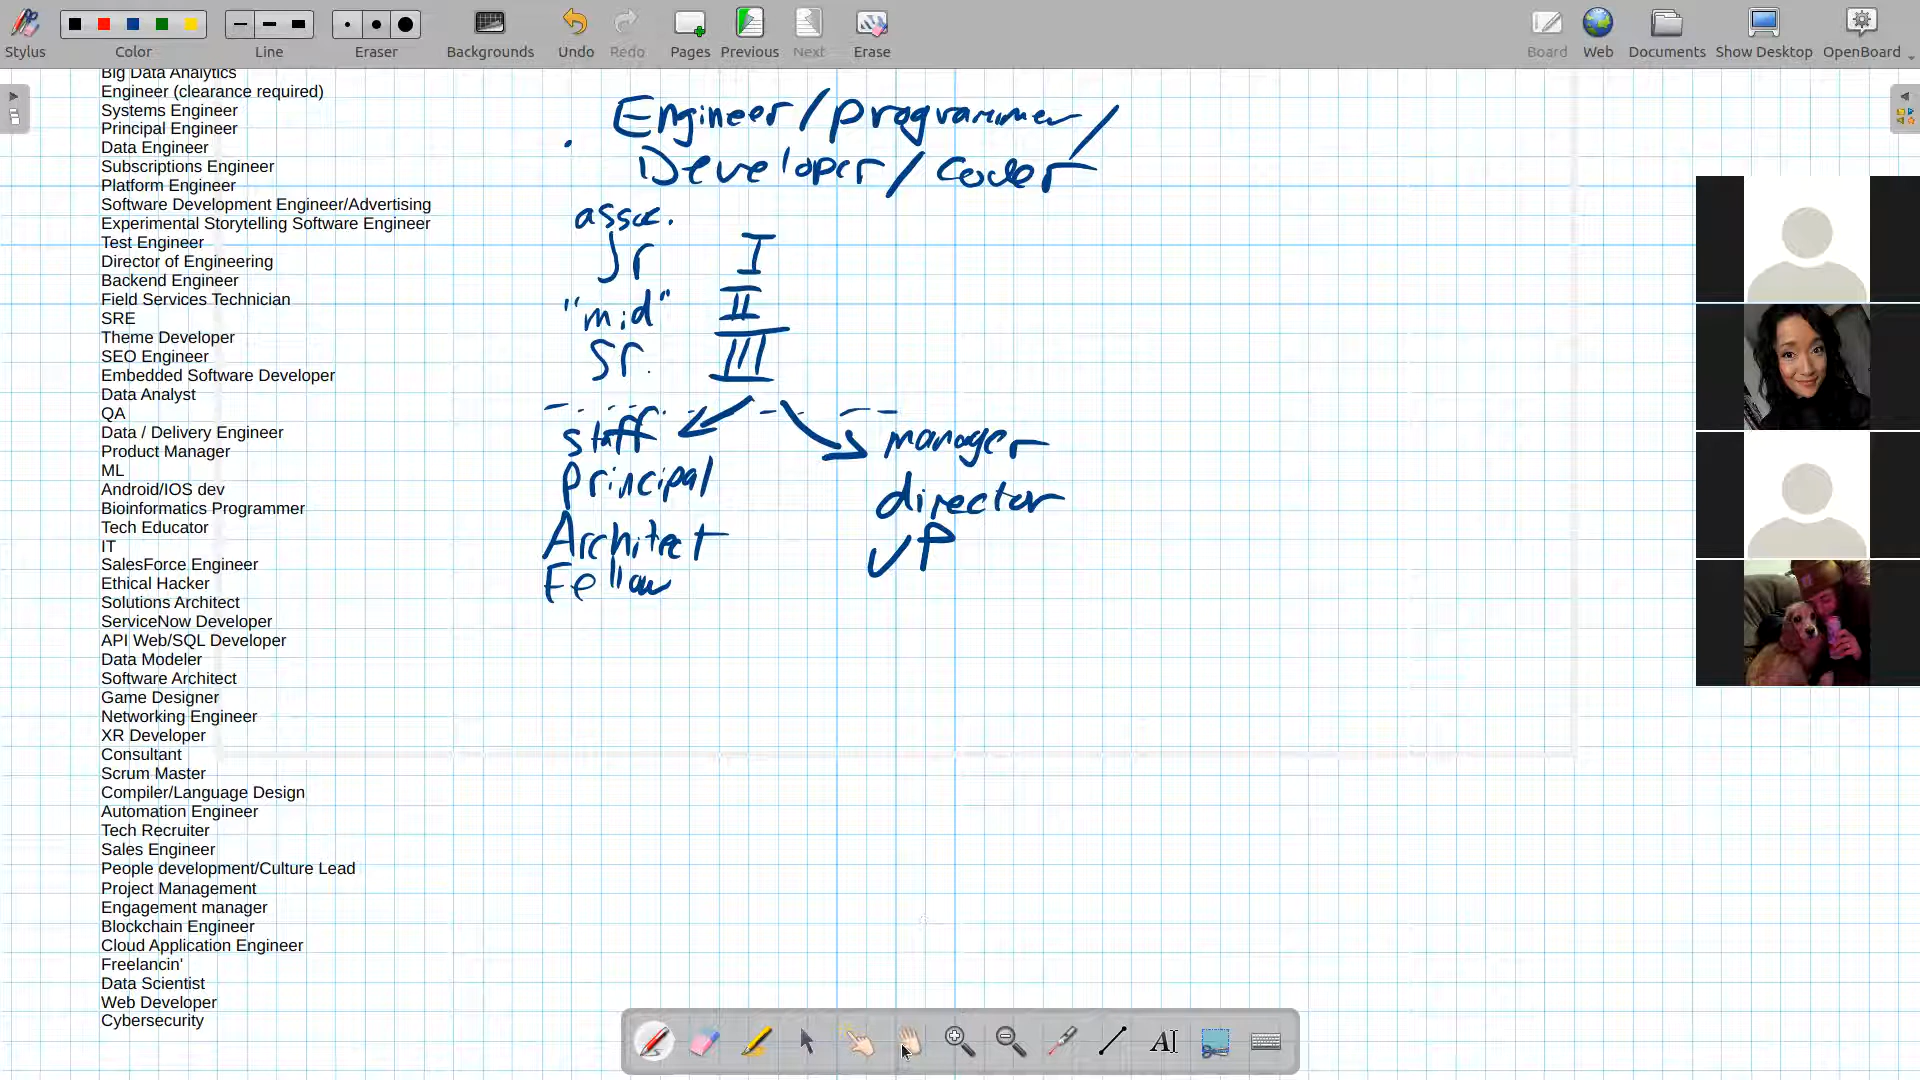 Stylus Color Line Eraser Backgrounds Undo Redo Pages Previous Next Erase Board Web Documents Show Desktop OpenBoard
Big Data Analytics
Engineer (clearance required)
Systems Engineer
Principal Engineer
Data Engineer
Subscriptions Engineer
Platform Engineer
Software Development Engineer/Advertising
Experimental Storytelling Software Engineer
Test Engineer
Director of Engineering
Backend Engineer
Field Services Technician
SRE
Theme Developer
SEO Engineer
Embedded Software Developer
Data Analyst
QA
Data / Delivery Engineer
Product Manager
ML
Android/IOS dev
Bioinformatics Programmer
Tech Educator
IT
SalesForce Engineer
Ethical Hacker
Solutions Architect
ServiceNow Developer
API Web/SQL Developer
Data Modeler
Software Architect
Game Designer
Networking Engineer
XR Developer
Consultant
Scrum Master
Compiler/Language Design
Automation Engineer
Tech Recruiter
Sales Engineer
People development/Culture Lead
Project Management
Engagement manager
Blockchain Engineer
Cloud Application Engineer
Freelancin'
Data Scientist
Web Developer
Cybersecurity
Engineer/programmer/
Developer/coder
assoc.
Jr I
"mid" II
Sr. III
staff
Principal
Architect
Fellow
manager
director
VP
AI